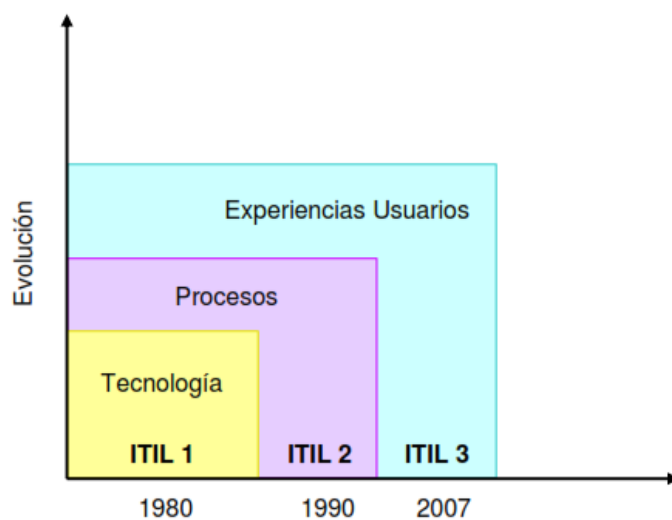 Evolución
Experiencias Usuarios
Procesos
Tecnología
ITIL 1 ITIL 2 ITIL 3
1980 1990 2007